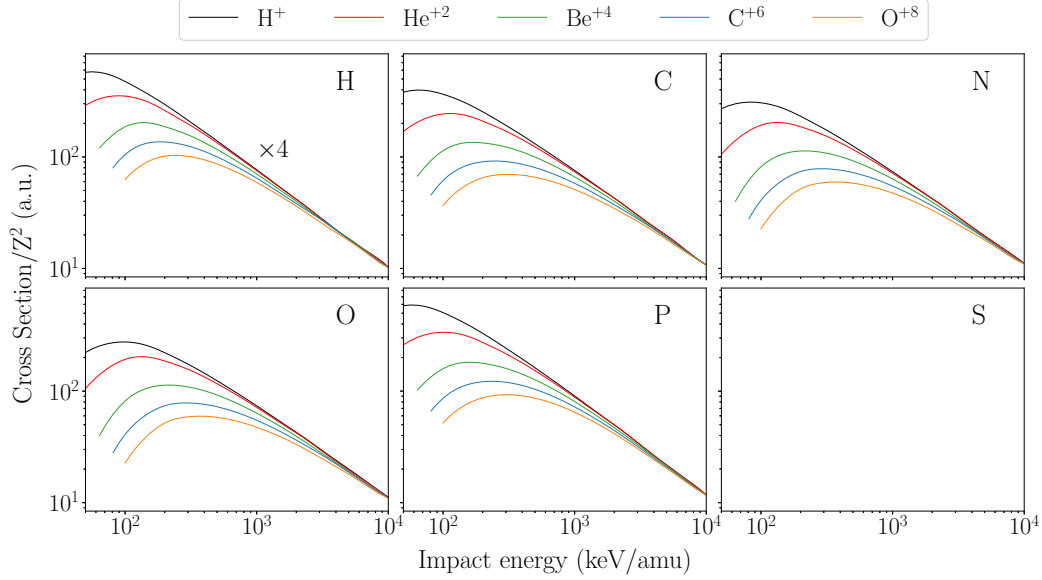 H⁺ He⁺² Be⁺⁴ C⁺⁶ O⁺⁸
H C N
×4
10²
10¹
O P S
10²
10¹
10² 10³ 10⁴ 10² 10³ 10⁴ 10² 10³ 10⁴
Cross Section/Z² (a.u.)
Impact energy (keV/amu)